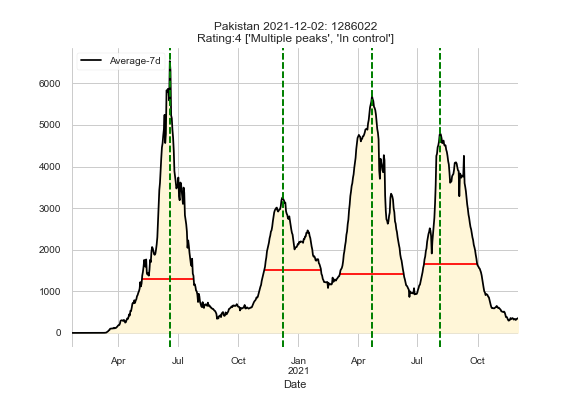 Pakistan 2021-12-02: 1286022
Rating:4 ['Multiple peaks', 'In control']
Average-7d
6000
5000
4000
3000
2000
1000
0
Apr Jul Oct Jan Apr Jul Oct
2021
Date